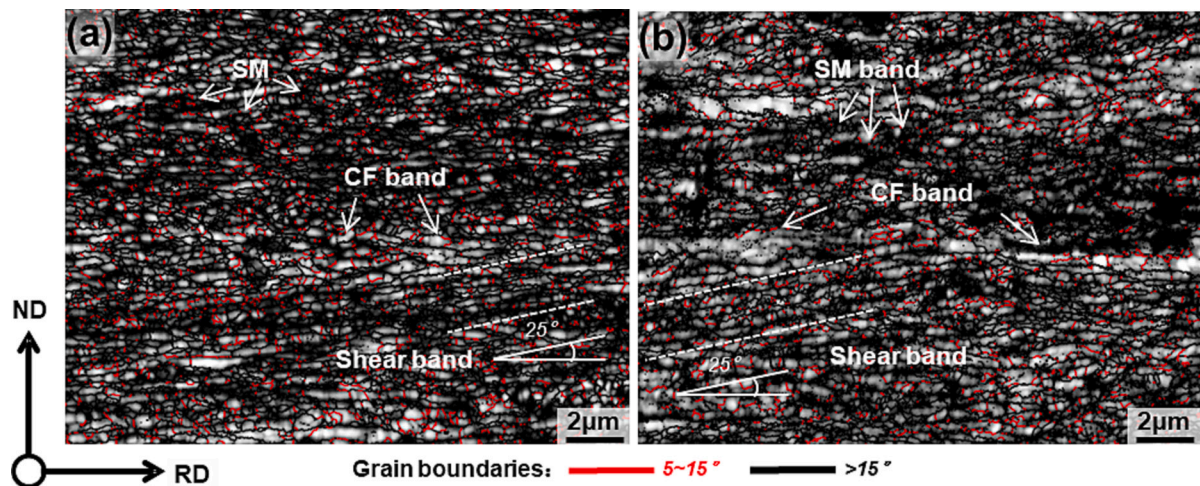 (a)
SM
CF band
25°
Shear band
2μm
(b)
SM band
CF band
25°
Shear band
2μm
ND
RD
Grain boundaries: 5~15° >15°